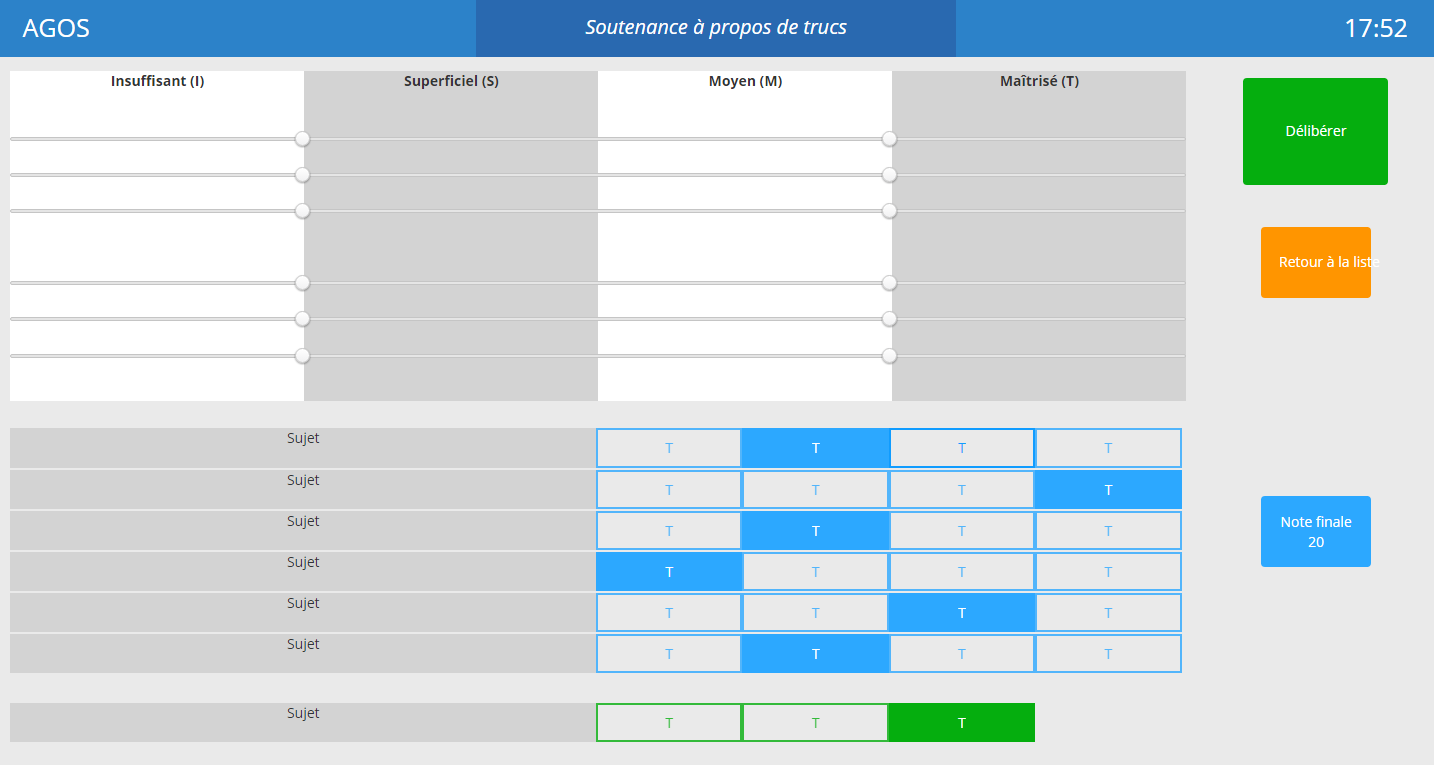 AGOS
Soutenance à propos de trucs
17:52
Insuffisant (I) Superficiel (S) Moyen (M) Maîtrisé (T)
Délibérer
Retour à la liste
Sujet T T T T
Sujet T T T T
Sujet T T T T
Sujet T T T T
Sujet T T T T
Sujet T T T T
Note finale
20
Sujet T T T